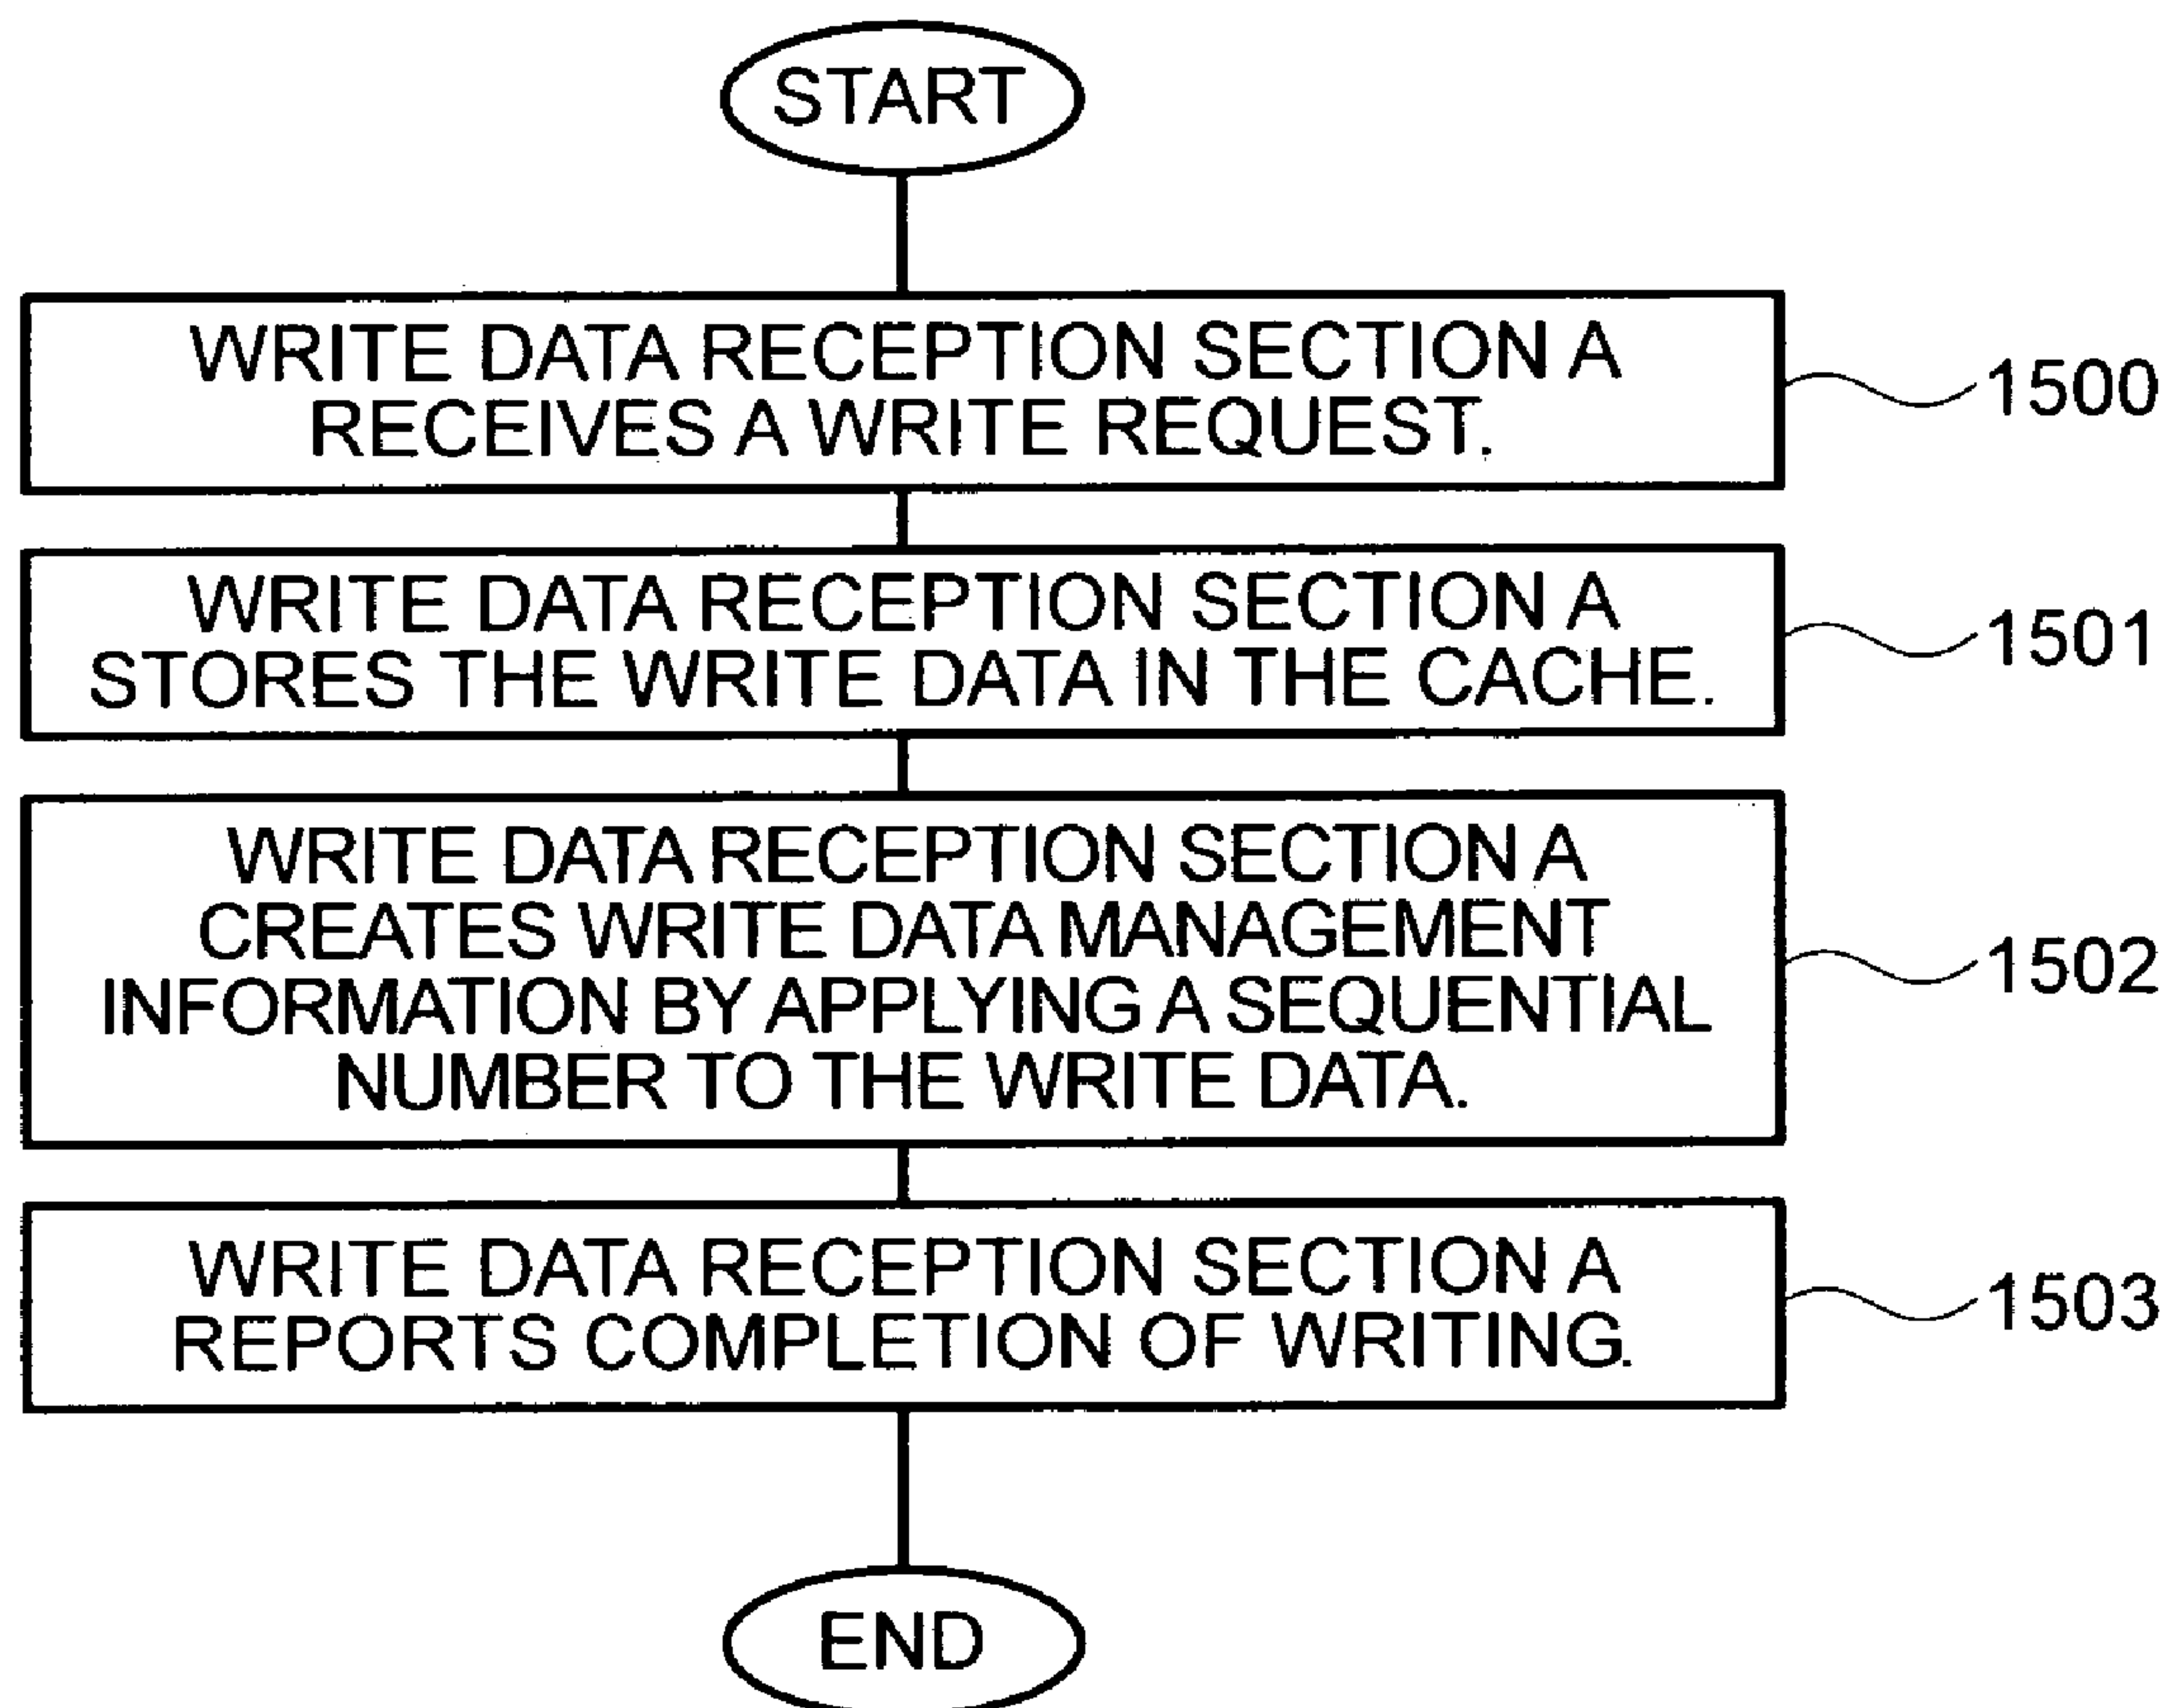 START
WRITE DATA RECEPTION SECTION A
RECEIVES A WRITE REQUEST.
1500
WRITE DATA RECEPTION SECTION A
STORES THE WRITE DATA IN THE CACHE.
1501
WRITE DATA RECEPTION SECTION A
CREATES WRITE DATA MANAGEMENT
INFORMATION BY APPLYING A SEQUENTIAL
NUMBER TO THE WRITE DATA.
1502
WRITE DATA RECEPTION SECTION A
REPORTS COMPLETION OF WRITING.
1503
END